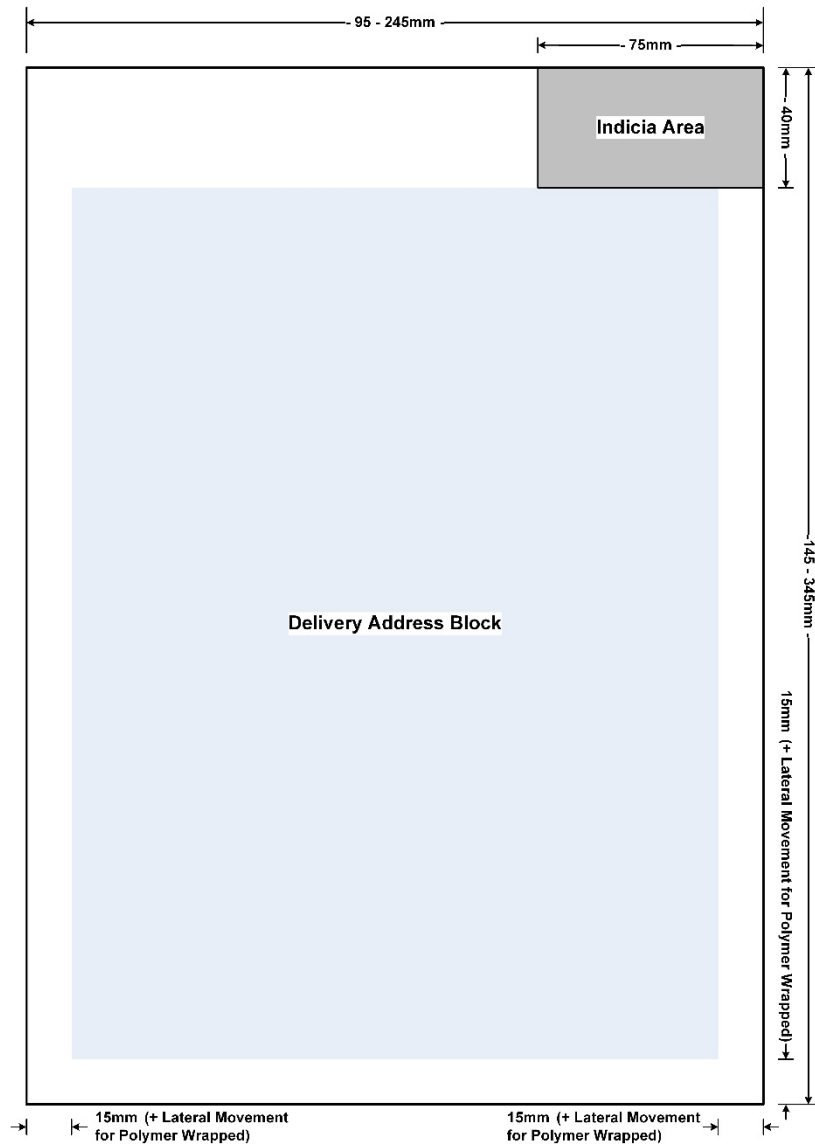 - 95 - 245mm -
- 75mm -
Indicia Area
- 40mm -
Delivery Address Block
-145 - 345mm-
15mm (+ Lateral Movement for Polymer Wrapped)
15mm (+ Lateral Movement
for Polymer Wrapped)
15mm (+ Lateral Movement
for Polymer Wrapped)